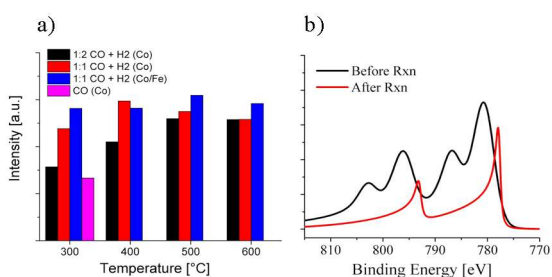 a)
1:2 CO + H2 (Co)
1:1 CO + H2 (Co)
1:1 CO + H2 (Co/Fe)
CO (Co)
Intensity [a.u.]
300 400 500 600
Temperature [°C]
b)
Before Rxn
After Rxn
810 800 790 780 770
Binding Energy [eV]